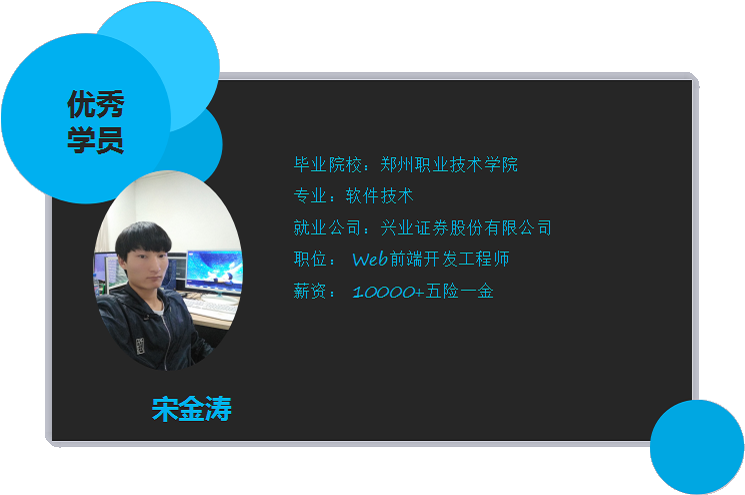 优秀
学员
毕业院校：郑州职业技术学院
专业：软件技术
就业公司：兴业证券股份有限公司
职位： Web前端开发工程师
薪资： 10000+五险一金
宋金涛